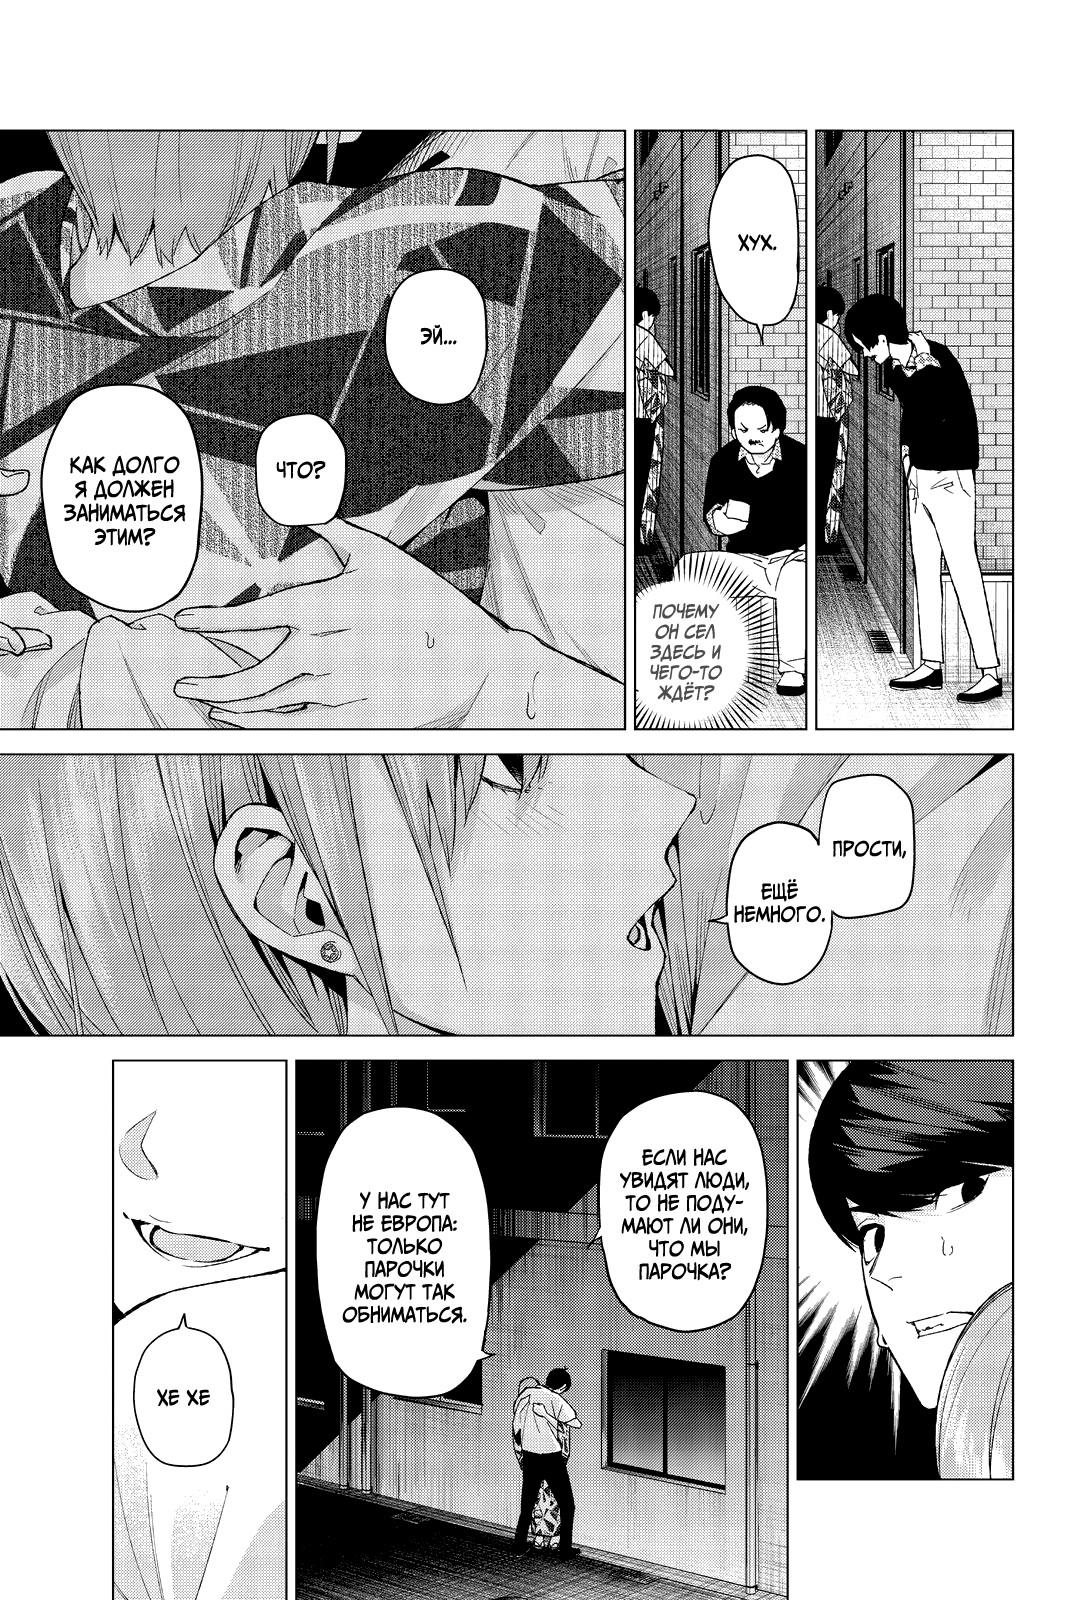 ХУХ.
ПОЧЕМУ
ОН СЕЛ
ЗДЕСЬ И
ЧЕГО-ТО
ЖДЁТ?
ЭЙ...
ЧТО?
КАК ДОЛГО
Я ДОЛЖЕН
ЗАНИМАТЬСЯ
ЭТИМ?
ПРОСТИ,
ЕЩЁ
НЕМНОГО.
ЕСЛИ НАС
УВИДЯТ ЛЮДИ,
ТО НЕ ПОДУ-
МАЮТ ЛИ ОНИ,
ЧТО МЫ
ПАРОЧКА?
У НАС ТУТ
НЕ ЕВРОПА:
ТОЛЬКО
ПАРОЧКИ
МОГУТ ТАК
ОБНИМАТЬСЯ.
ХЕ ХЕ